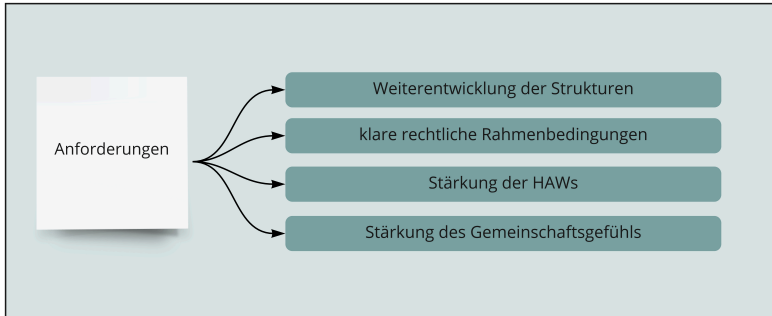 Anforderungen
Weiterentwicklung der Strukturen
klare rechtliche Rahmenbedingungen
Stärkung der HAWs
Stärkung des Gemeinschaftsgefühls